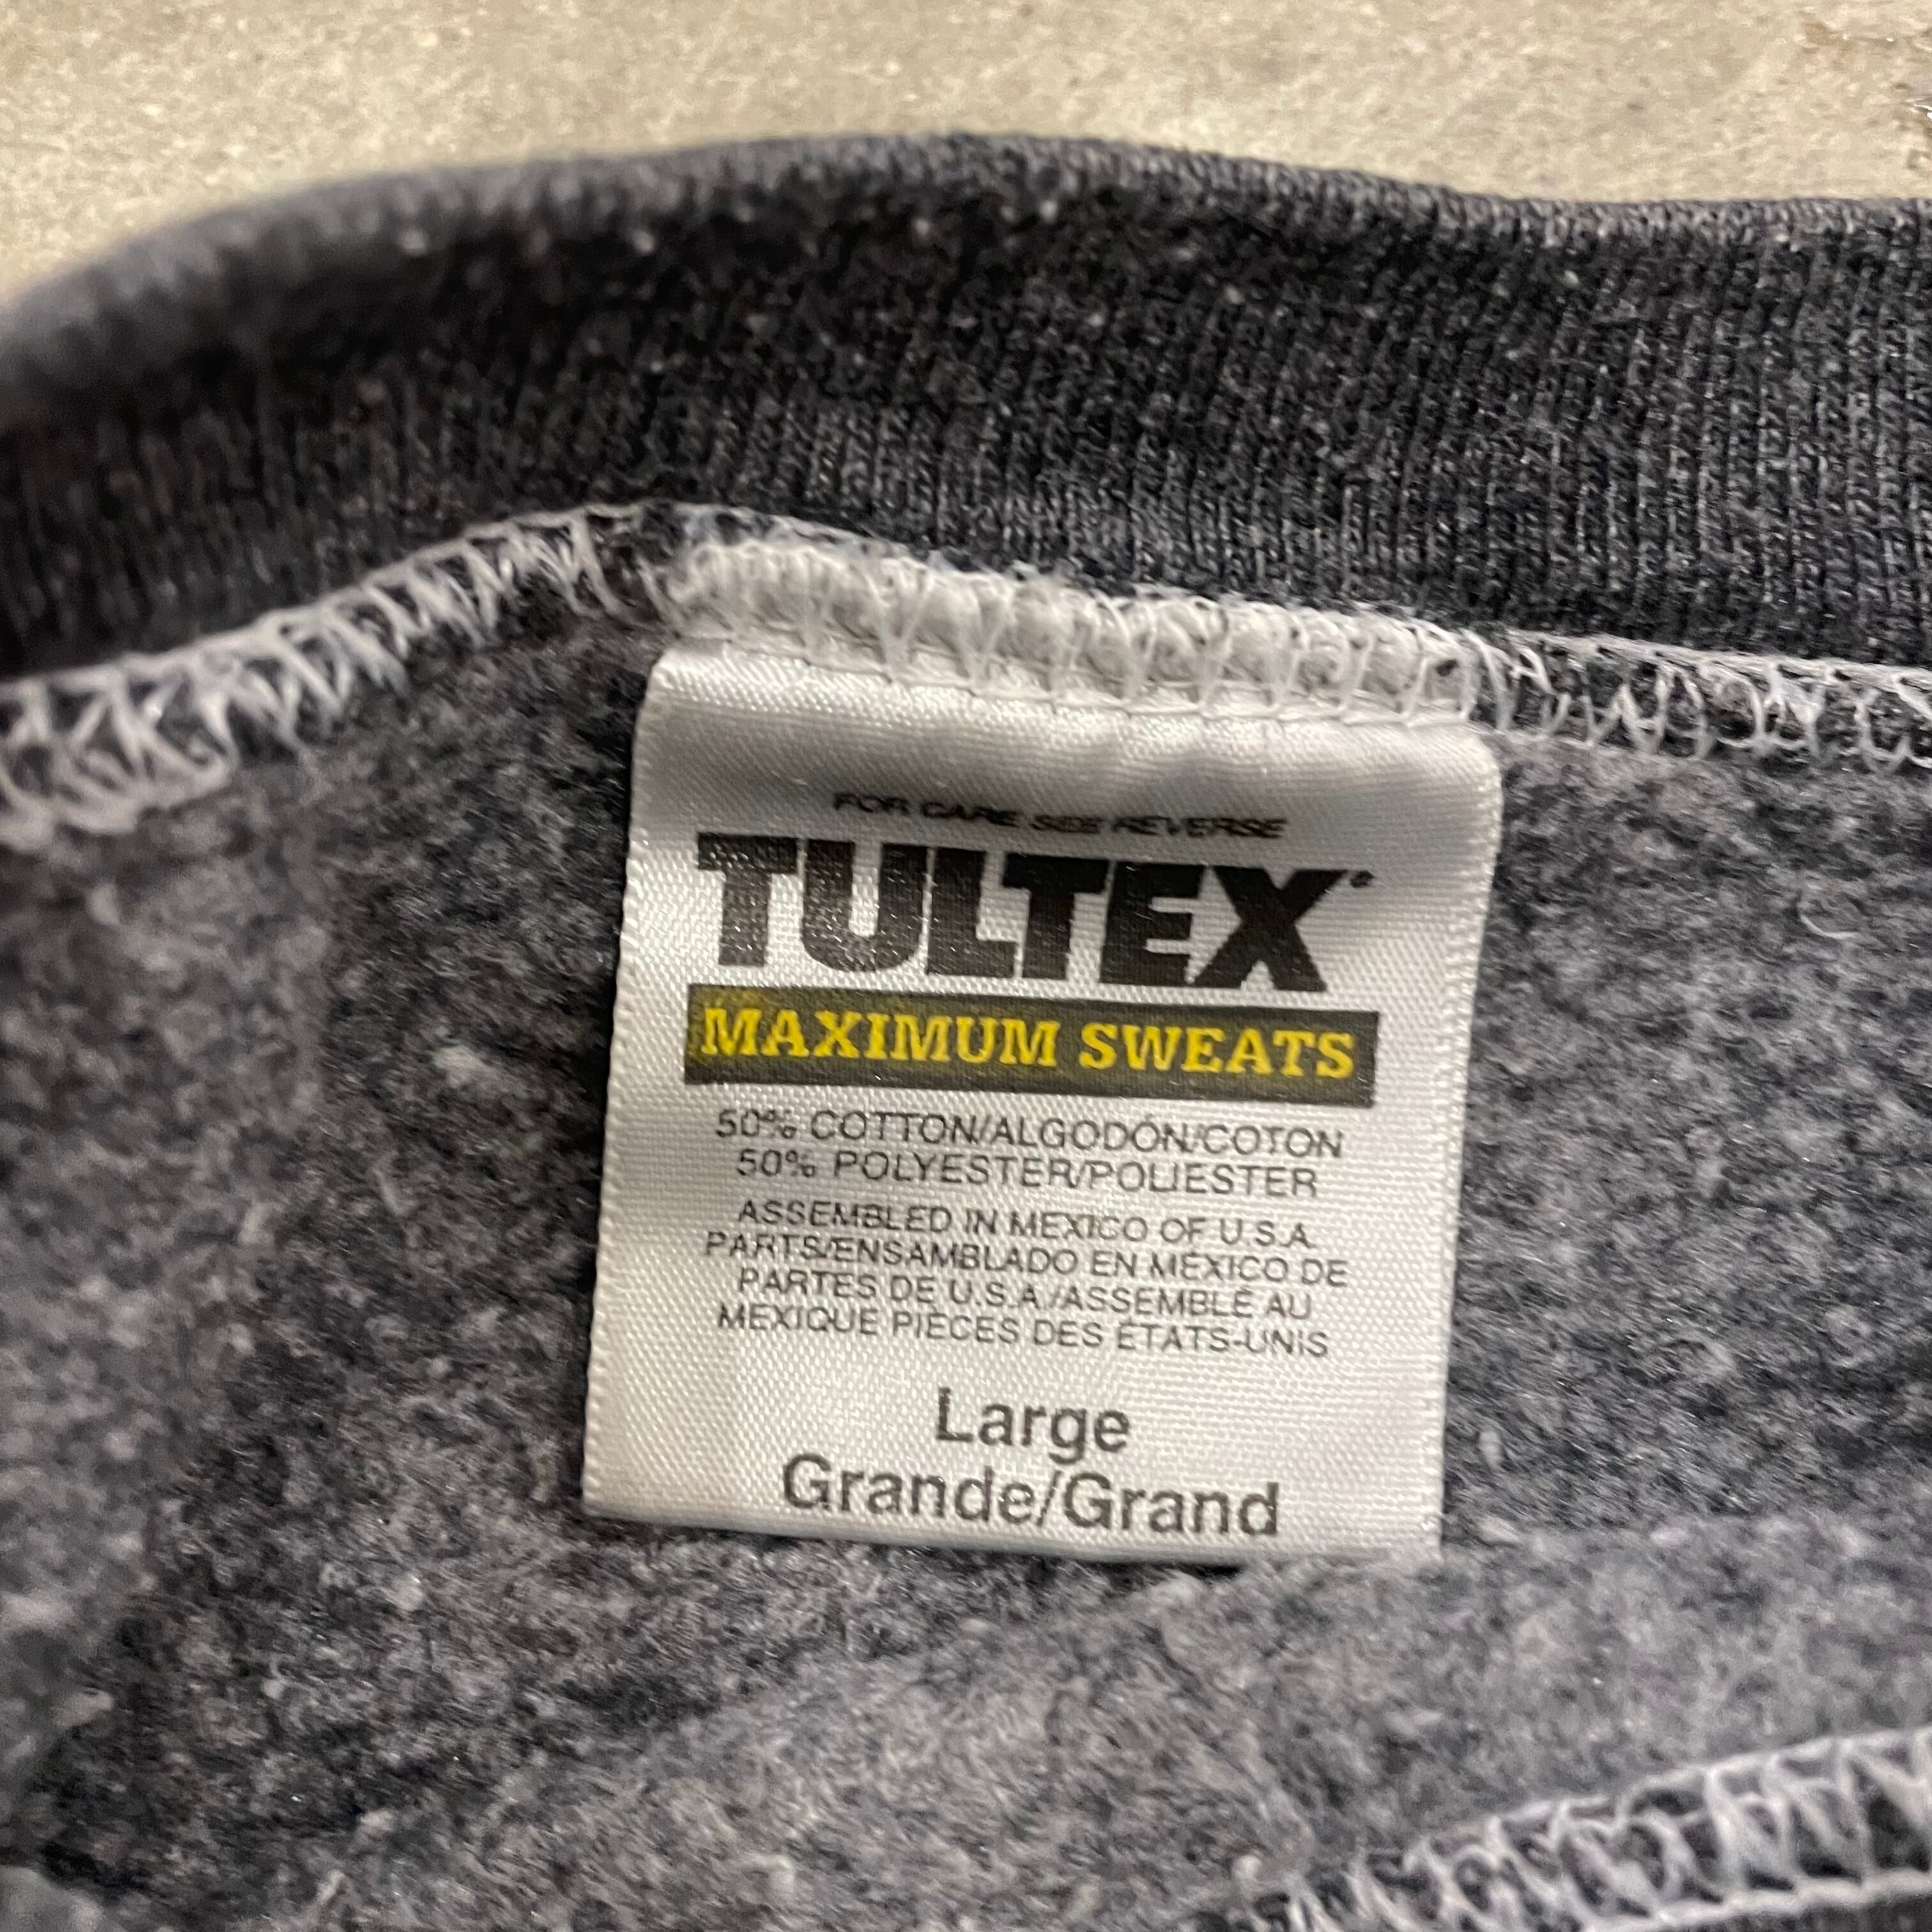 FOR CARE SEE REVERSE
TULTEX®
MAXIMUM SWEATS
50% COTTON/ALGODÓN/COTON
50% POLYESTER/POLIESTER
ASSEMBLED IN MEXICO OF U.S.A.
PARTS/ENSAMBLADO EN MÉXICO DE
PARTES DE U.S.A./ASSEMBLÉ AU
MEXIQUE PIÈCES DES ÉTATS-UNIS
Large
Grande/Grand